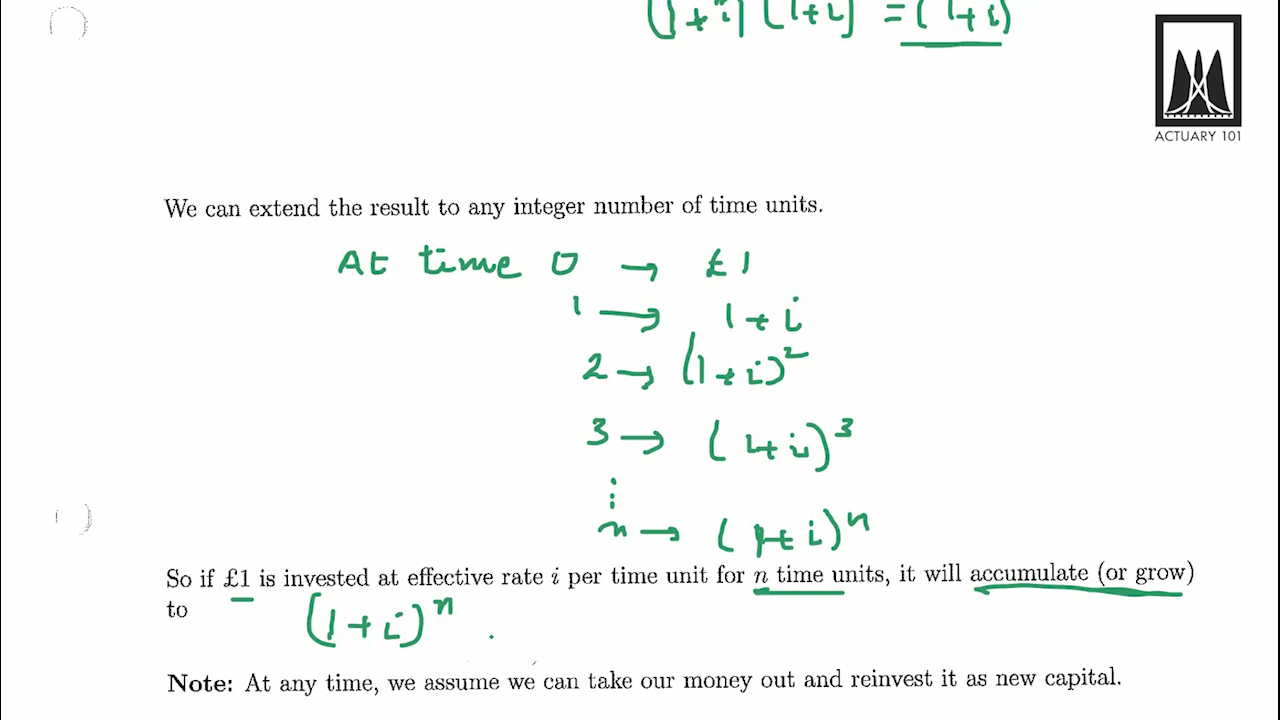 (1+i) (1+i) = (1+i)
ACTUARY 101
We can extend the result to any integer number of time units.
At time 0 → £1
1 → 1+i
2 → (1+i)²
3 → (1+i)³
⋮
n → (1+i)ⁿ
So if £1 is invested at effective rate i per time unit for n time units, it will accumulate (or grow)
to (1+i)ⁿ.
Note: At any time, we assume we can take our money out and reinvest it as new capital.